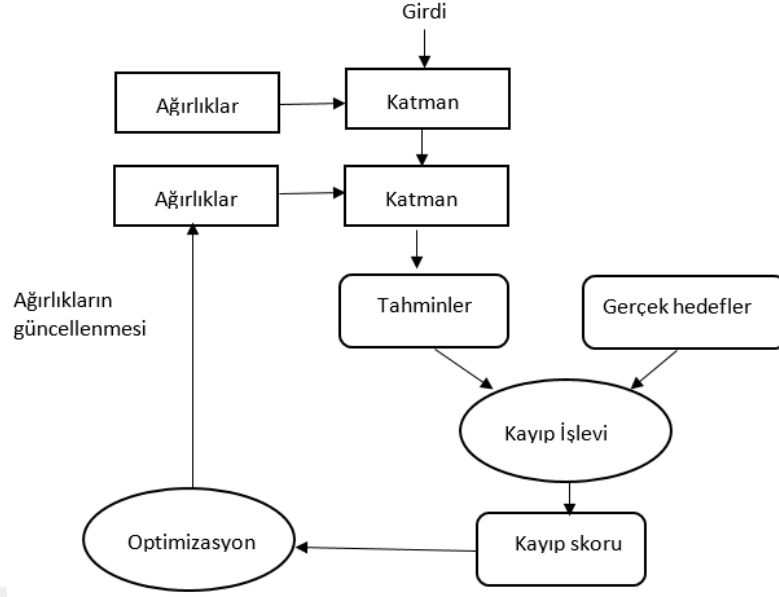 Girdi
Ağırlıklar
Katman
Ağırlıklar
Katman
Ağırlıkların
güncellenmesi
Tahminler
Gerçek hedefler
Kayıp İşlevi
Optimizasyon
Kayıp skoru